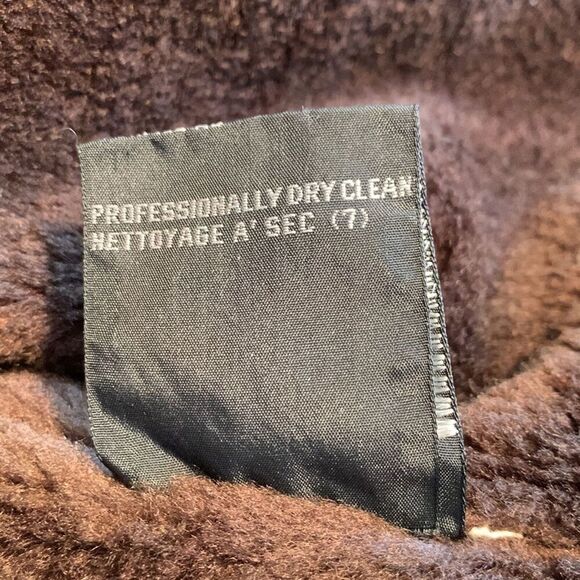 PROFESSIONALLY DRY CLEAN
NETTOYAGE A' SEC (7)